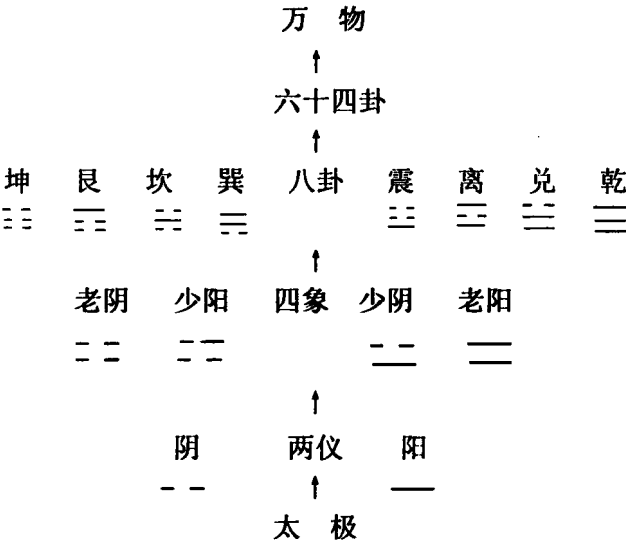 万 物
六十四卦
坤 艮 坎 巽 八卦 震 离 兑 乾
老阴 少阳 四象 少阴 老阳
阴 两仪 阳
太 极